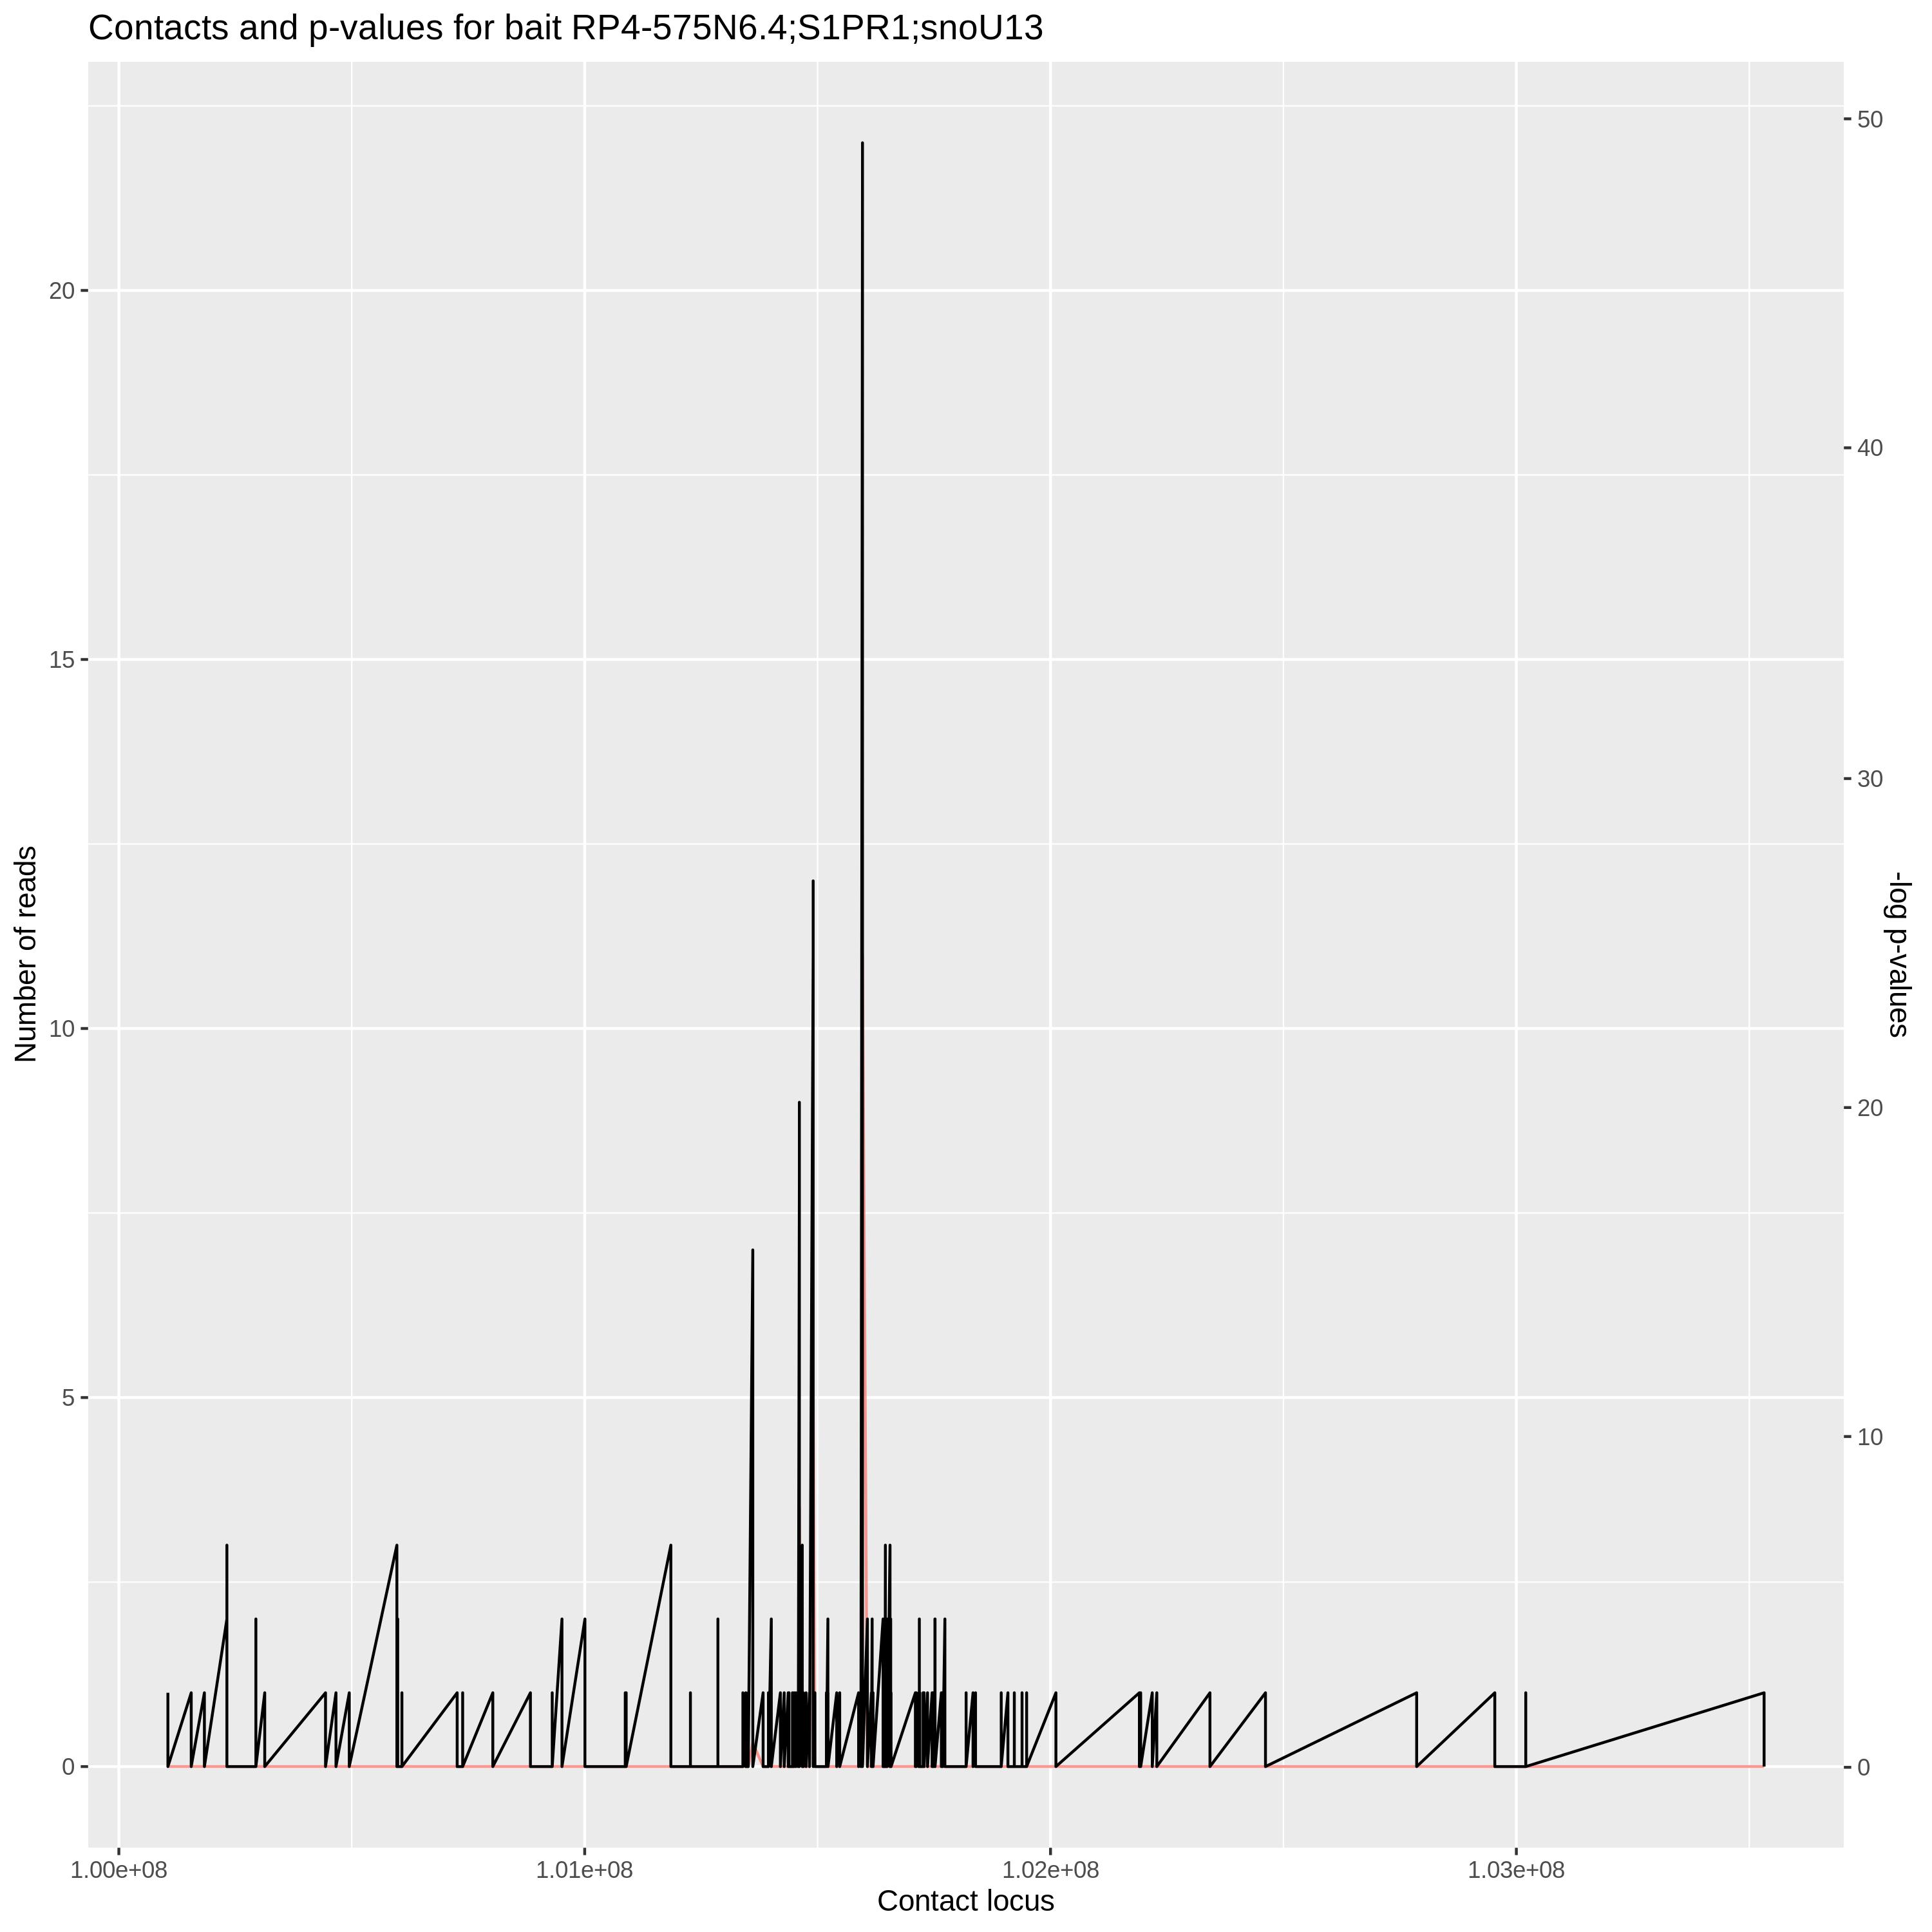 Contacts and p-values for bait RP4-575N6.4;S1PR1;snoU13
Number of reads
20
15
10
5
0
50
40
30
20
10
0
-log p-values
1.00e+08
1.01e+08
1.02e+08
1.03e+08
Contact locus